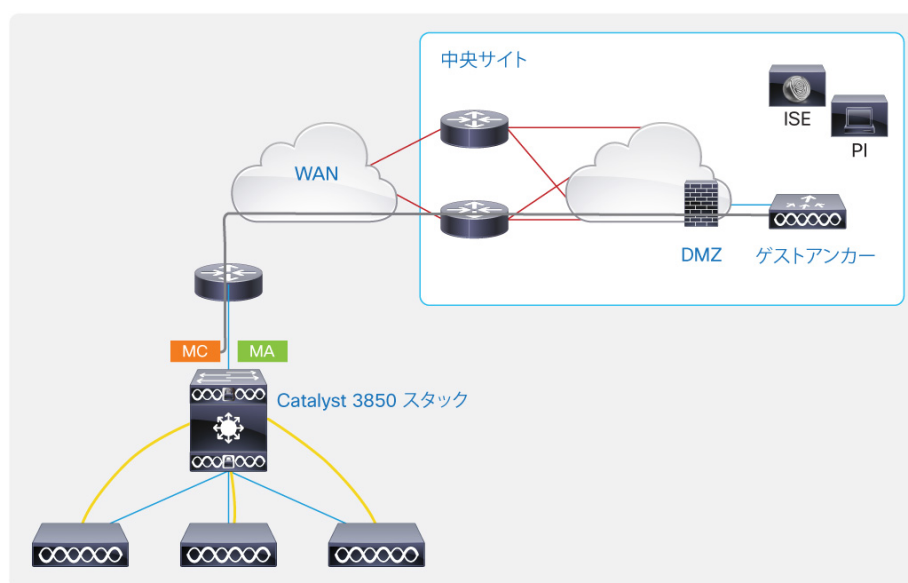 中央サイト
ISE
PI
WAN
DMZ
ゲストアンカー
MC
MA
Catalyst 3850 スタック